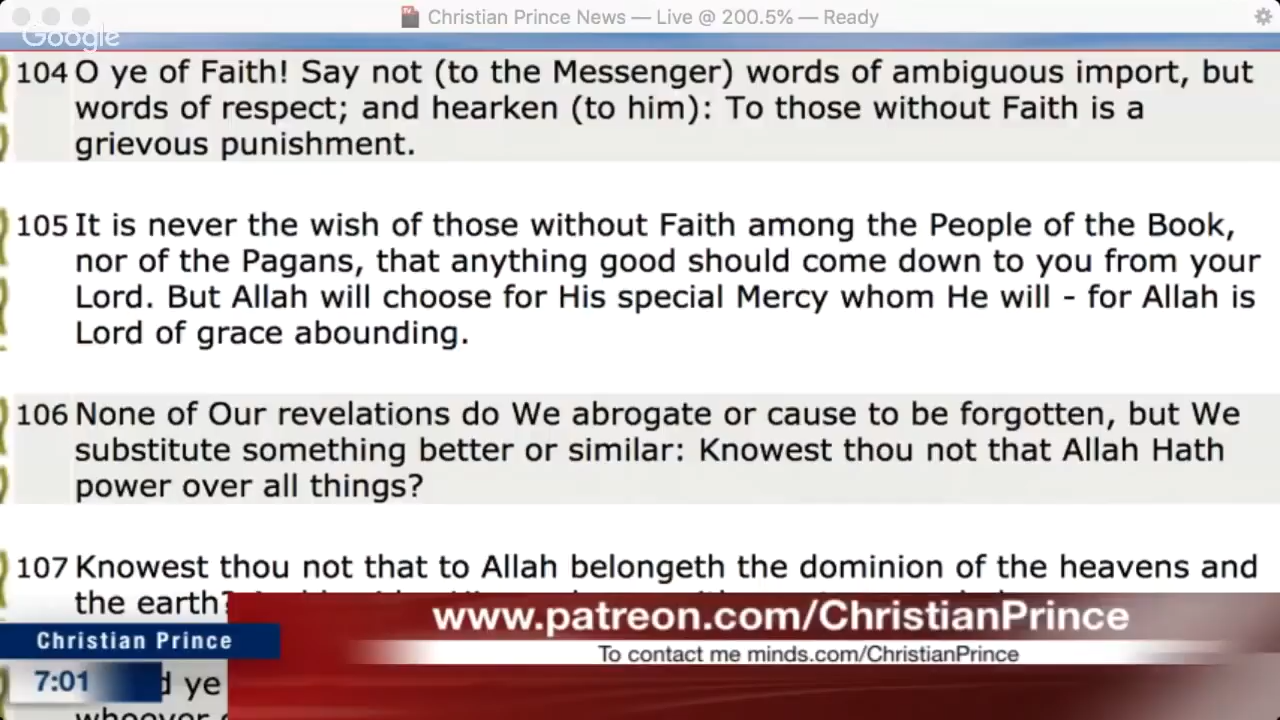 Christian Prince News — Live @ 200.5% — Ready
Google
104 O ye of Faith! Say not (to the Messenger) words of ambiguous import, but
words of respect; and hearken (to him): To those without Faith is a
grievous punishment.
105 It is never the wish of those without Faith among the People of the Book,
nor of the Pagans, that anything good should come down to you from your
Lord. But Allah will choose for His special Mercy whom He will - for Allah is
Lord of grace abounding.
106 None of Our revelations do We abrogate or cause to be forgotten, but We
substitute something better or similar: Knowest thou not that Allah Hath
power over all things?
107 Knowest thou not that to Allah belongeth the dominion of the heavens and
the earth?
www.patreon.com/ChristianPrince
Christian Prince
To contact me minds.com/ChristianPrince
7:01
ye